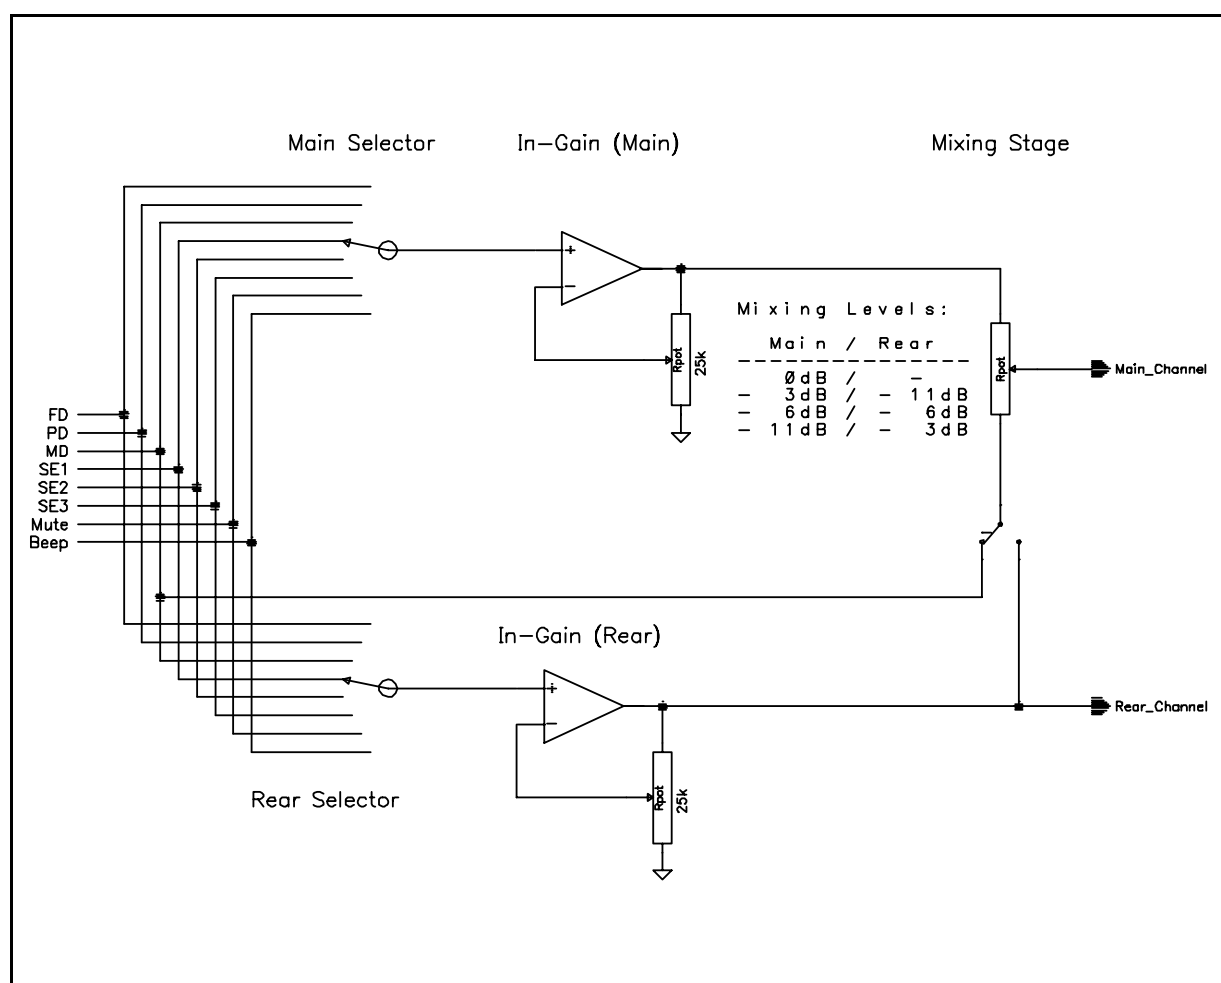 Main Selector
In-Gain (Main)
Mixing Stage
+
-
Rpot
25k
Mixing Levels:
Main / Rear
0dB / -
- 3dB / - 11dB
- 6dB / - 6dB
- 11dB / - 3dB
Rpot
Main_Channel
FD
PD
MD
SE1
SE2
SE3
Mute
Beep
In-Gain (Rear)
+
-
Rpot
25k
Rear_Channel
Rear Selector